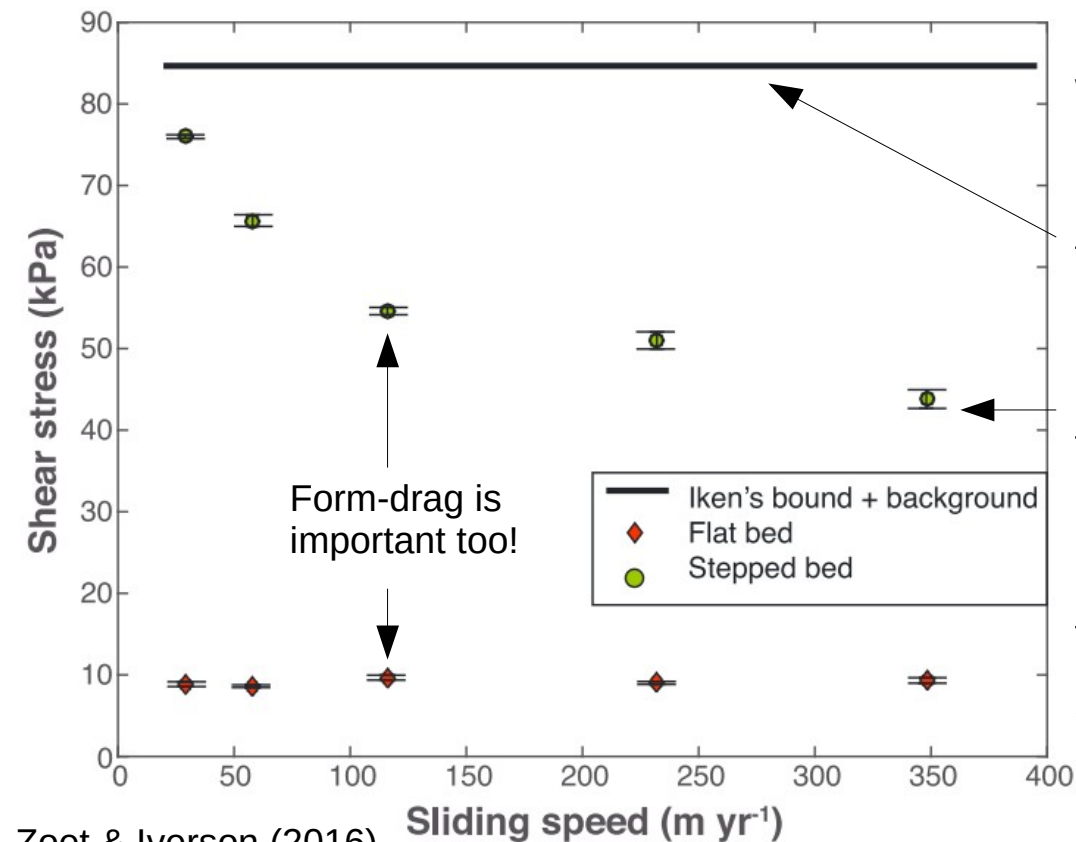 90
80
70
60
50
40
30
20
10
0
Shear stress (kPa)
Form-drag is
important too!
Iken's bound + background
Flat bed
Stepped bed
0 50 100 150 200 250 300 350 400
Sliding speed (m yr⁻¹)
Zoet & Iverson (2016)